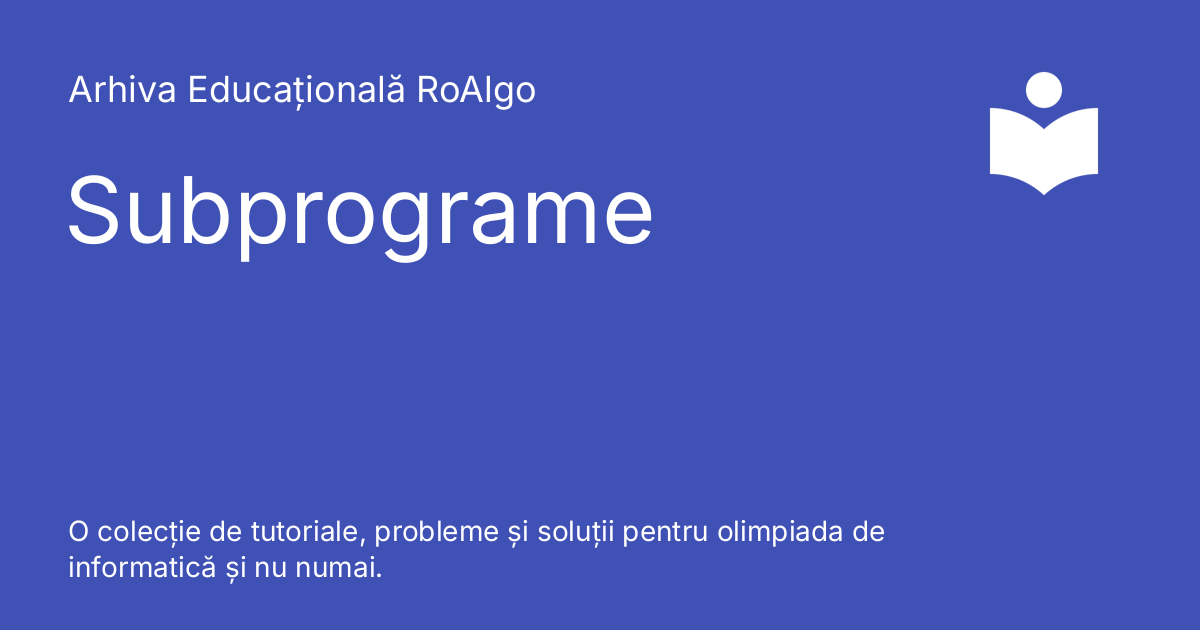 Arhiva Educațională RoAlgo
Subprograme
O colecție de tutoriale, probleme și soluții pentru olimpiada de
informatică și nu numai.